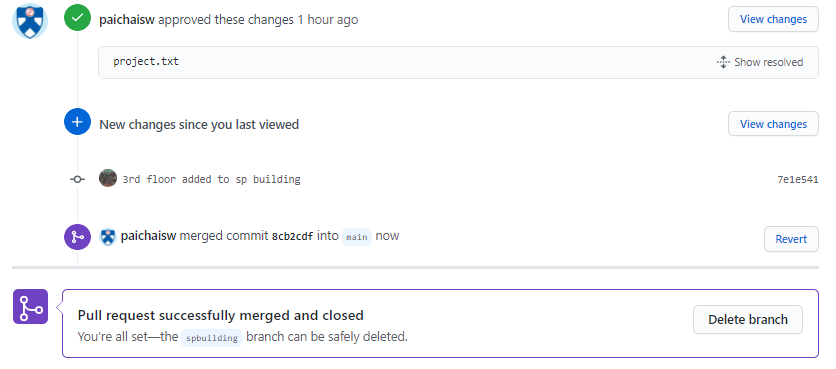 paichaisw approved these changes 1 hour ago
View changes
project.txt
Show resolved
New changes since you last viewed
View changes
3rd floor added to sp building
7e1e541
paichaisw merged commit 8cb2cdf into main now
Revert
Pull request successfully merged and closed
You're all set—the spbuilding branch can be safely deleted.
Delete branch